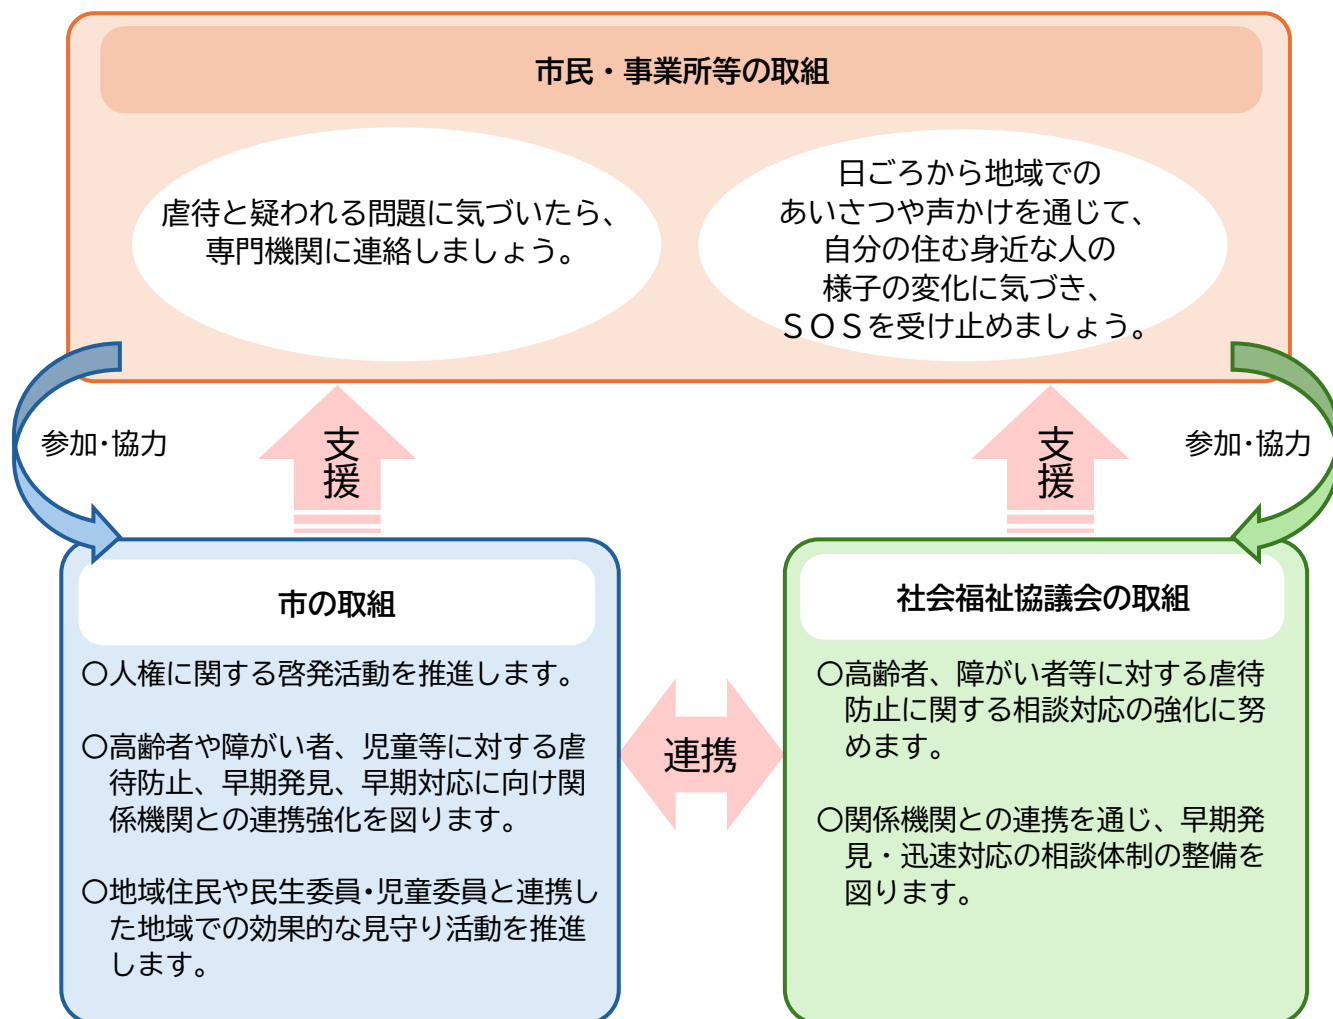 市民・事業所等の取組
虐待と疑われる問題に気づいたら、
専門機関に連絡しましょう。
日ごろから地域での
あいさつや声かけを通じて、
自分の住む身近な人の
様子の変化に気づき、
ＳＯＳを受け止めましょう。
参加・協力
支援
支援
参加・協力
市の取組
〇人権に関する啓発活動を推進します。
〇高齢者や障がい者、児童等に対する虐
待防止、早期発見、早期対応に向け関
係機関との連携強化を図ります。
〇地域住民や民生委員・児童委員と連携し
た地域での効果的な見守り活動を推進
します。
連携
社会福祉協議会の取組
〇高齢者、障がい者等に対する虐待
防止に関する相談対応の強化に努
めます。
〇関係機関との連携を通じ、早期発
見・迅速対応の相談体制の整備を
図ります。